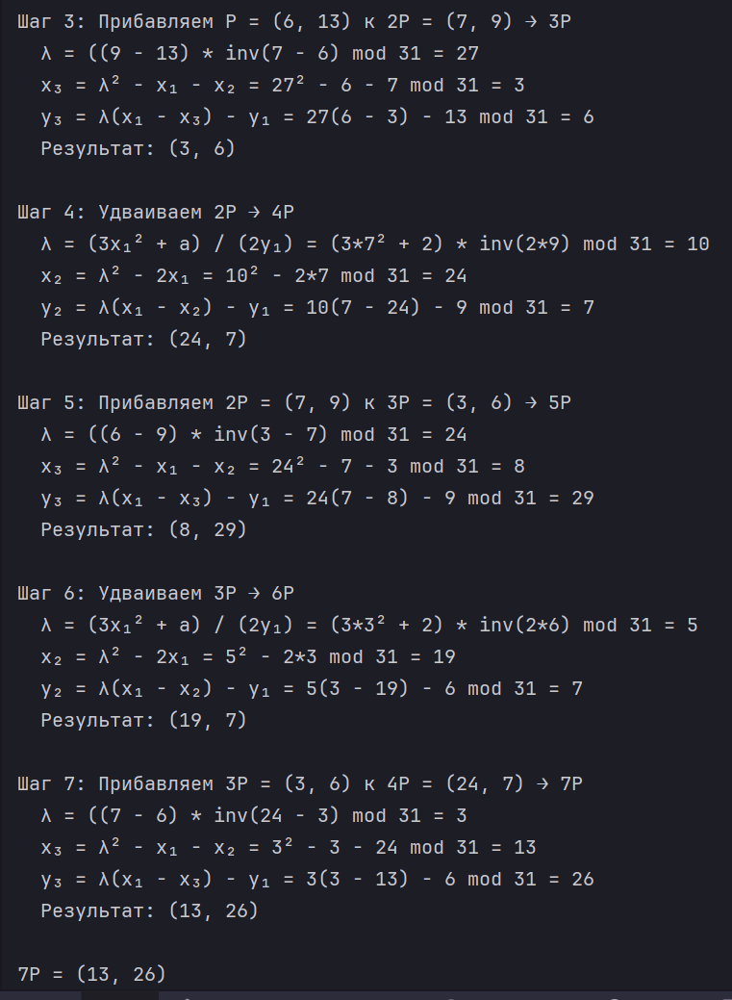 Шаг 3: Прибавляем P = (6, 13) к 2P = (7, 9) → 3P
λ = ((9 - 13) * inv(7 - 6) mod 31 = 27
x₃ = λ² - x₁ - x₂ = 27² - 6 - 7 mod 31 = 3
y₃ = λ(x₁ - x₃) - y₁ = 27(6 - 3) - 13 mod 31 = 6
Результат: (3, 6)
Шаг 4: Удваиваем 2P → 4P
λ = (3x₁² + a) / (2y₁) = (3*7² + 2) * inv(2*9) mod 31 = 10
x₂ = λ² - 2x₁ = 10² - 2*7 mod 31 = 24
y₂ = λ(x₁ - x₂) - y₁ = 10(7 - 24) - 9 mod 31 = 7
Результат: (24, 7)
Шаг 5: Прибавляем 2P = (7, 9) к 3P = (3, 6) → 5P
λ = ((6 - 9) * inv(3 - 7) mod 31 = 24
x₃ = λ² - x₁ - x₂ = 24² - 7 - 3 mod 31 = 8
y₃ = λ(x₁ - x₃) - y₁ = 24(7 - 8) - 9 mod 31 = 29
Результат: (8, 29)
Шаг 6: Удваиваем 3P → 6P
λ = (3x₁² + a) / (2y₁) = (3*3² + 2) * inv(2*6) mod 31 = 5
x₂ = λ² - 2x₁ = 5² - 2*3 mod 31 = 19
y₂ = λ(x₁ - x₂) - y₁ = 5(3 - 19) - 6 mod 31 = 7
Результат: (19, 7)
Шаг 7: Прибавляем 3P = (3, 6) к 4P = (24, 7) → 7P
λ = ((7 - 6) * inv(24 - 3) mod 31 = 3
x₃ = λ² - x₁ - x₂ = 3² - 3 - 24 mod 31 = 13
y₃ = λ(x₁ - x₃) - y₁ = 3(3 - 13) - 6 mod 31 = 26
Результат: (13, 26)
7P = (13, 26)